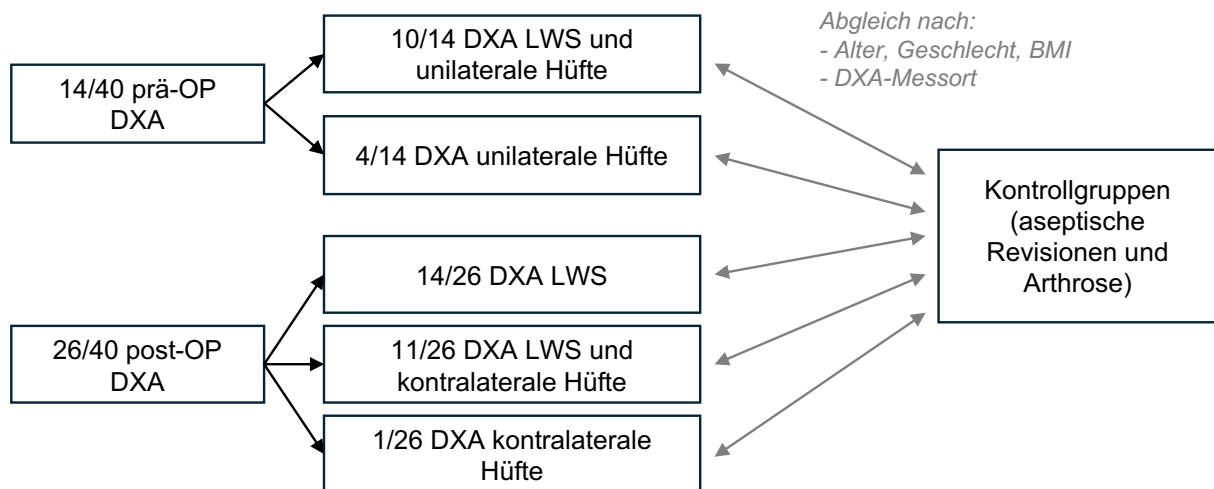 14/40 prä-OP
DXA
10/14 DXA LWS und
unilaterale Hüfte
4/14 DXA unilaterale Hüfte
26/40 post-OP
DXA
14/26 DXA LWS
11/26 DXA LWS und
kontralaterale Hüfte
1/26 DXA kontralaterale
Hüfte
Abgleich nach:
- Alter, Geschlecht, BMI
- DXA-Messort
Kontrollgruppen
(aseptische
Revisionen und
Arthrose)